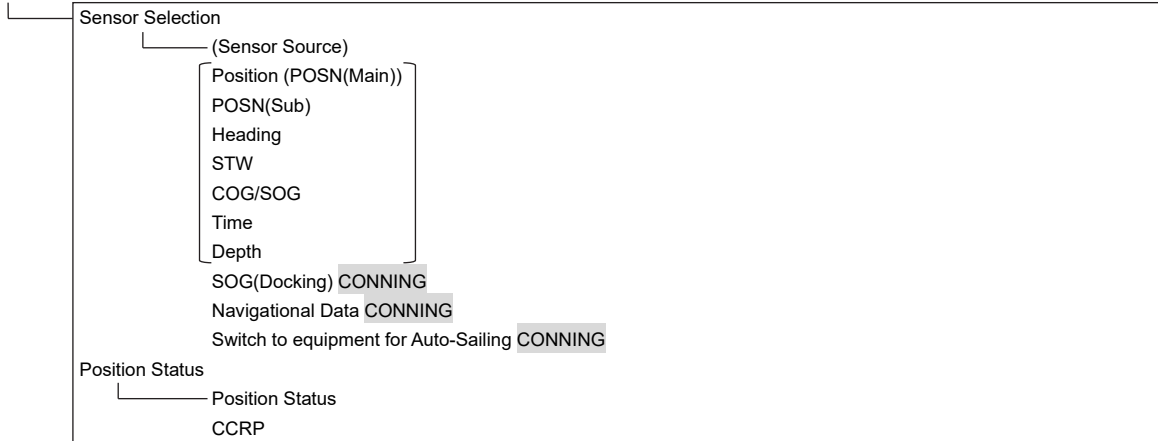 Sensor Selection
(Sensor Source)
Position (POSN(Main))
POSN(Sub)
Heading
STW
COG/SOG
Time
Depth
SOG(Docking) CONNING
Navigational Data CONNING
Switch to equipment for Auto-Sailing CONNING
Position Status
Position Status
CCRP